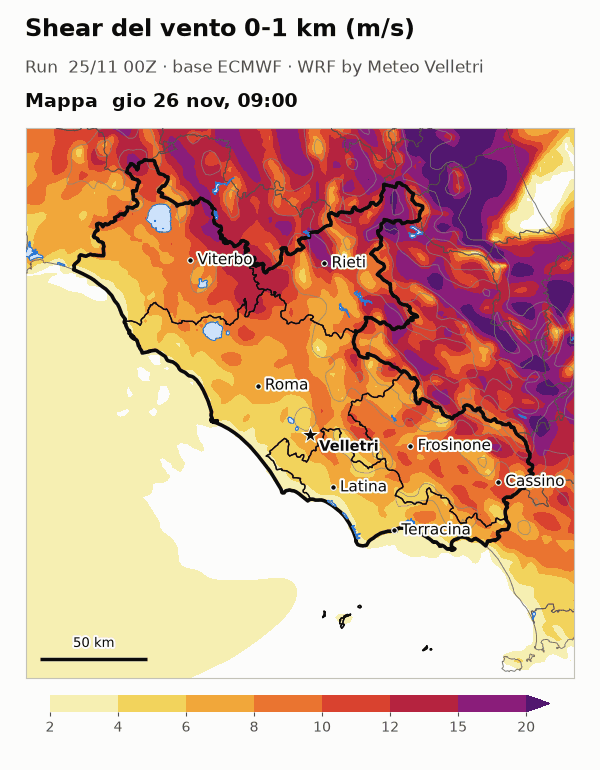 Shear del vento 0-1 km (m/s)
Run  25/11 00Z · base ECMWF · WRF by Meteo Velletri
Mappa  gio 26 nov, 09:00
Viterbo
Rieti
Roma
Velletri
Frosinone
Cassino
Latina
Terracina
50 km
2 4 6 8 10 12 15 20